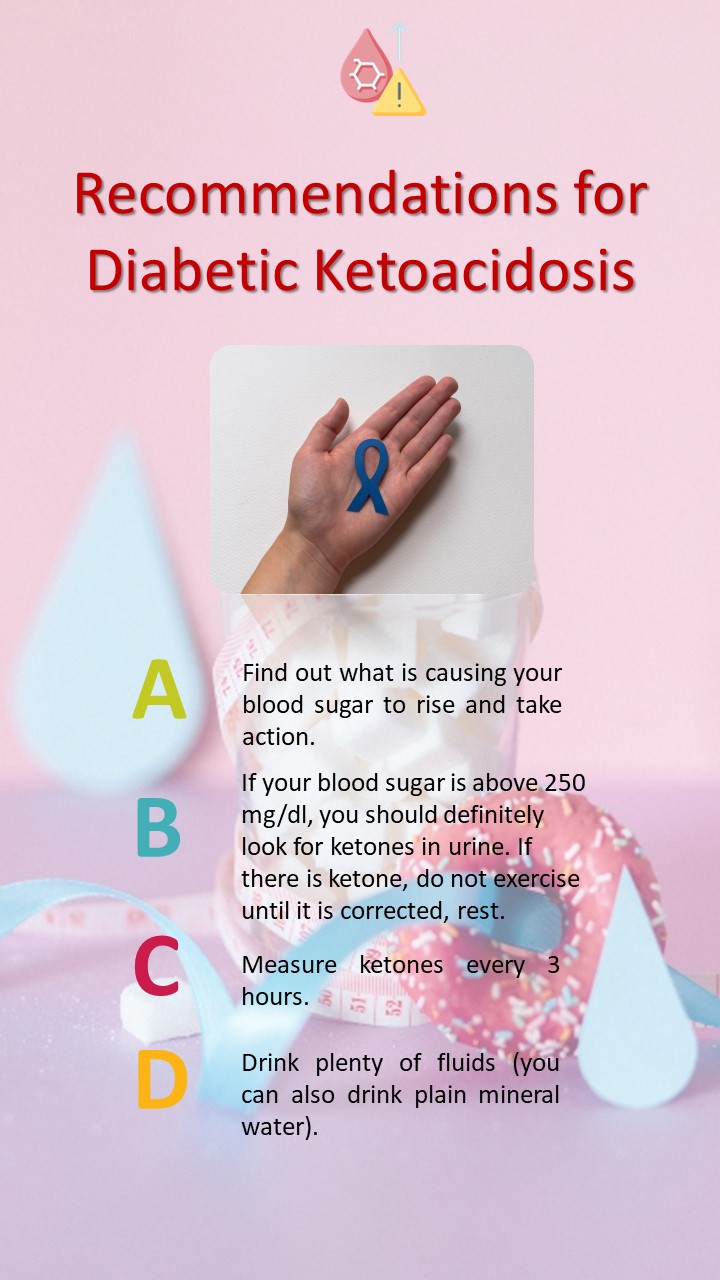 Recommendations for
Diabetic Ketoacidosis
A
Find out what is causing your
blood sugar to rise and take
action.
B
If your blood sugar is above 250
mg/dl, you should definitely
look for ketones in urine. If
there is ketone, do not exercise
until it is corrected, rest.
C
Measure ketones every 3
hours.
D
Drink plenty of fluids (you
can also drink plain mineral
water).